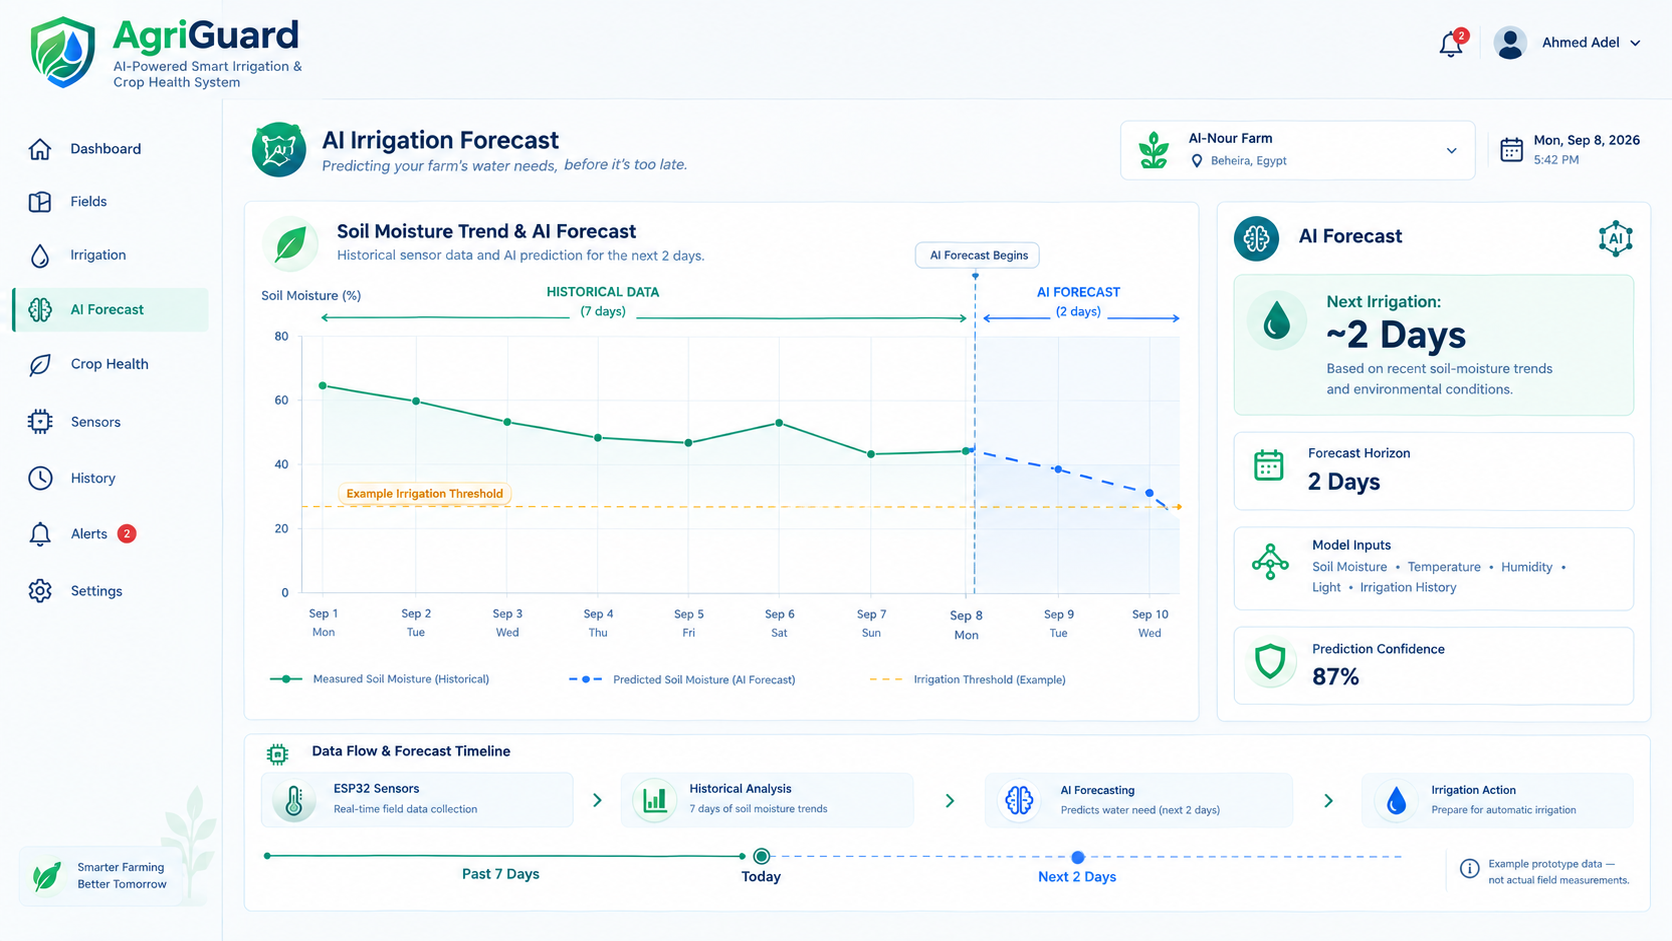 AgriGuard
AI-Powered Smart Irrigation &
Crop Health System
2
Ahmed Adel
Dashboard
Fields
Irrigation
AI Forecast
Crop Health
Sensors
History
Alerts 2
Settings
Smarter Farming
Better Tomorrow
AI
AI Irrigation Forecast
Predicting your farm's water needs, before it's too late.
Al-Nour Farm
Beheira, Egypt
Mon, Sep 8, 2026
5:42 PM
Soil Moisture Trend & AI Forecast
Historical sensor data and AI prediction for the next 2 days.
AI Forecast Begins
Soil Moisture (%)
HISTORICAL DATA
(7 days)
AI FORECAST
(2 days)
80
60
40
20
0
Example Irrigation Threshold
Sep 1 Sep 2 Sep 3 Sep 4 Sep 5 Sep 6 Sep 7 Sep 8 Sep 9 Sep 10
Mon Tue Wed Thu Fri Sat Sun Mon Tue Wed
Measured Soil Moisture (Historical) Predicted Soil Moisture (AI Forecast) Irrigation Threshold (Example)
AI Forecast
AI
Next Irrigation:
~2 Days
Based on recent soil-moisture trends
and environmental conditions.
Forecast Horizon
2 Days
Model Inputs
Soil Moisture • Temperature • Humidity •
Light • Irrigation History
Prediction Confidence
87%
Data Flow & Forecast Timeline
ESP32 Sensors
Real-time field data collection
Historical Analysis
7 days of soil moisture trends
AI Forecasting
Predicts water need (next 2 days)
Irrigation Action
Prepare for automatic irrigation
Past 7 Days
Today
Next 2 Days
Example prototype data —
not actual field measurements.